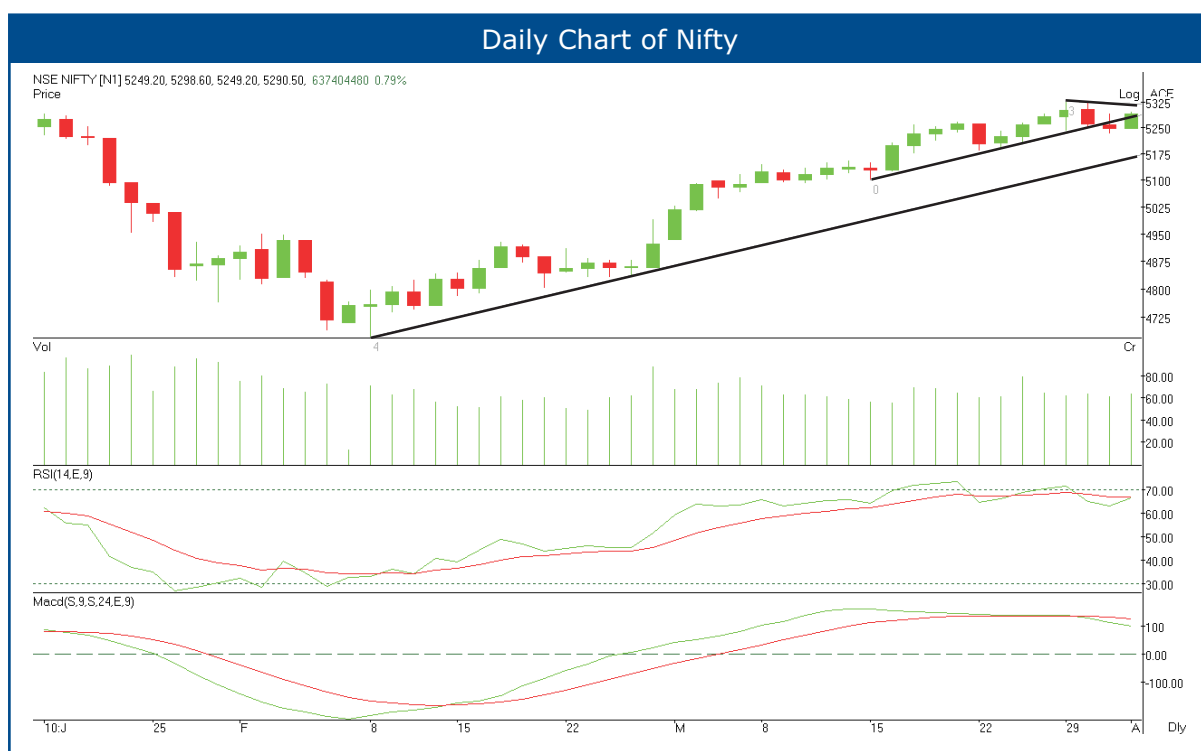 Daily Chart of Nifty
NSE NIFTY [N1] 5249.20, 5298.60, 5249.20, 5290.50, 637404480 0.79%
Price
Log
5325
5250
5175
5100
5025
4950
4875
4800
4725
3
0
4
Vol
Cr
80.00
60.00
40.00
20.00
RSI(14,E,9)
70.00
60.00
50.00
40.00
30.00
Macd(S,9,S,24,E,9)
100
0.00
-100.00
10:J 25 F 8 15 22 M 8 15 22 29 A Dly